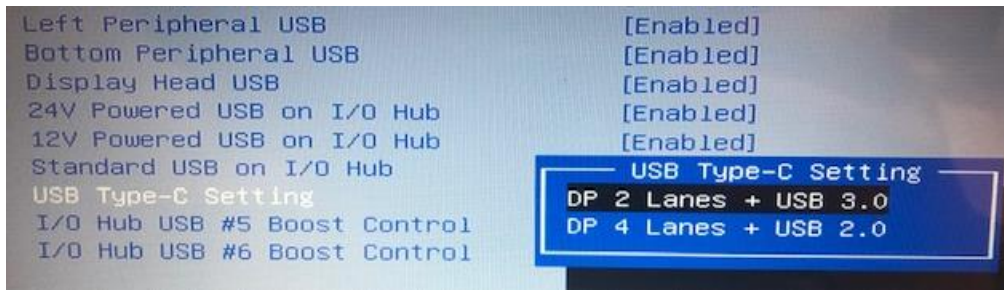 Left Peripheral USB [Enabled]
Bottom Peripheral USB [Enabled]
Display Head USB [Enabled]
24V Powered USB on I/O Hub [Enabled]
12V Powered USB on I/O Hub [Enabled]
Standard USB on I/O Hub
USB Type-C Setting
I/O Hub USB #5 Boost Control
I/O Hub USB #6 Boost Control
USB Type-C Setting
DP 2 Lanes + USB 3.0
DP 4 Lanes + USB 2.0